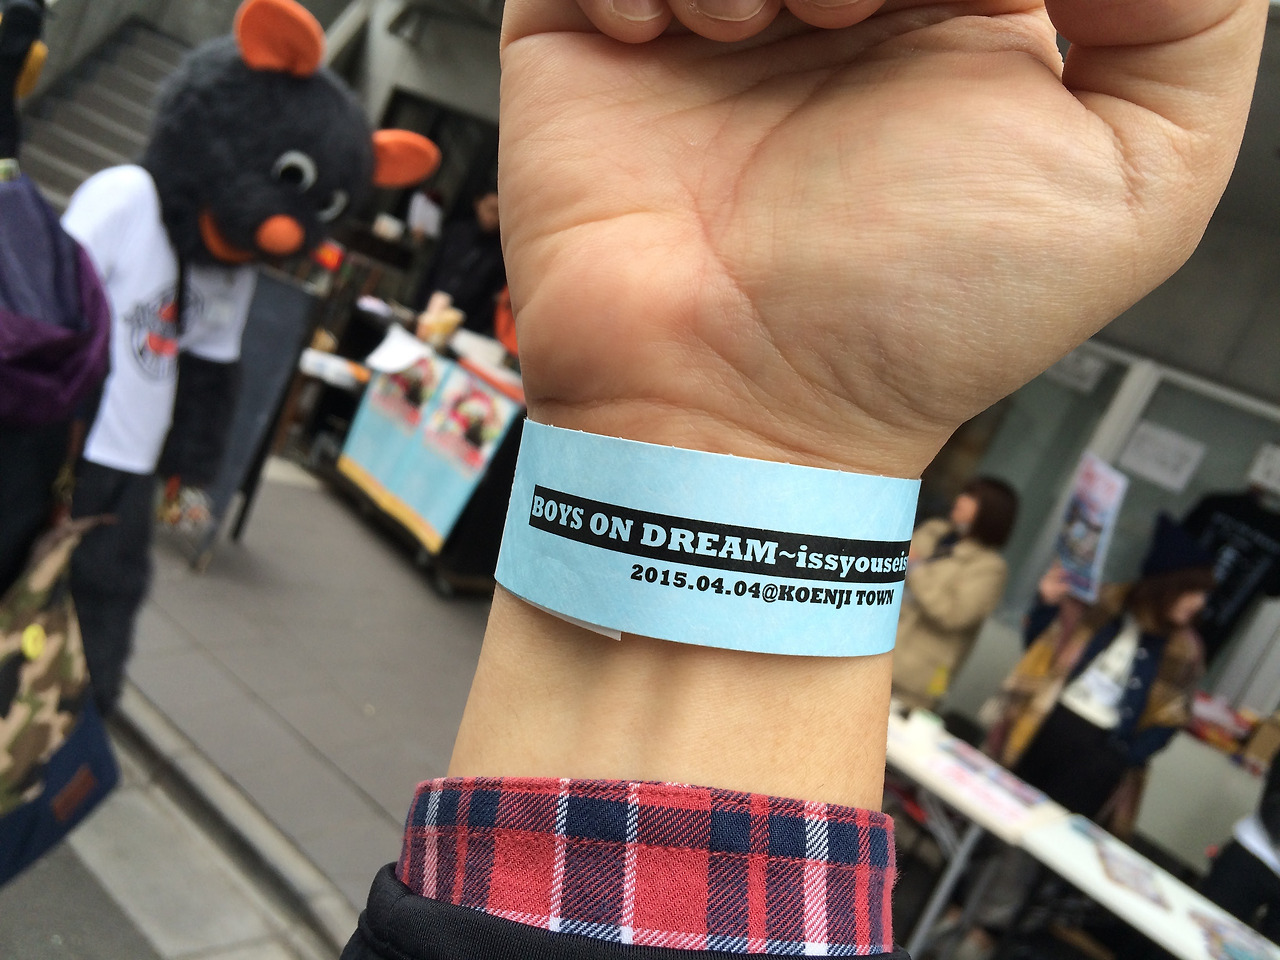 BOYS ON DREAM~issyouseis
2015.04.04@KOENJI TOWN